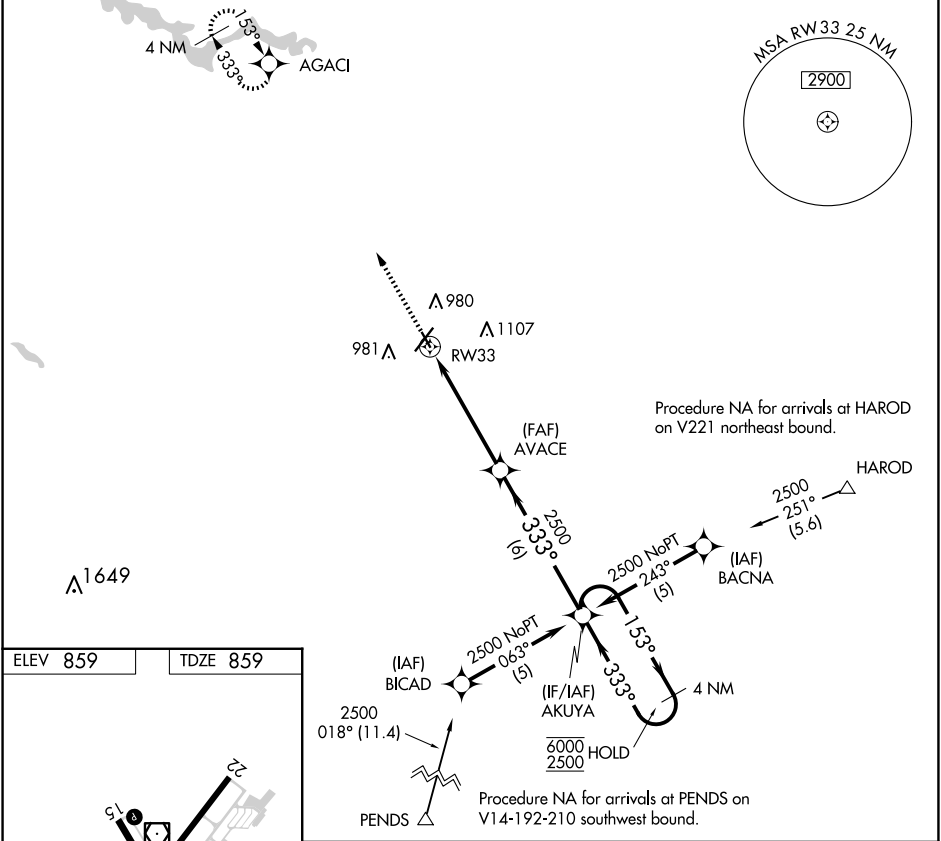 4 NM
153°
333°
AGACI
MSA RW33 25 NM
2900
980
1107
981
RW33
Procedure NA for arrivals at HAROD
on V221 northeast bound.
(FAF)
AVACE
HAROD
2500
251°
(5.6)
2500
333°
(6)
2500 NoPT
243°
(5)
(IAF)
BACNA
1649
153°
333°
4 NM
2500 NoPT
063°
(5)
(IAF)
BICAD
(IF/IAF)
AKUYA
6000
2500
HOLD
2500
018° (11.4)
PENDS
Procedure NA for arrivals at PENDS on
V14-192-210 southwest bound.
ELEV 859
TDZE 859
22
15
P